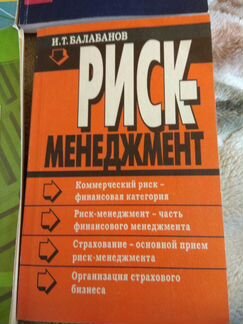 И.Т.БАЛАБАНОВ
РИСК-
МЕНЕДЖМЕНТ
Коммерческий риск –
финансовая категория
Риск-менеджмент – часть
финансового менеджмента
Страхование – основной прием
риск-менеджмента
Организация страхового
бизнеса